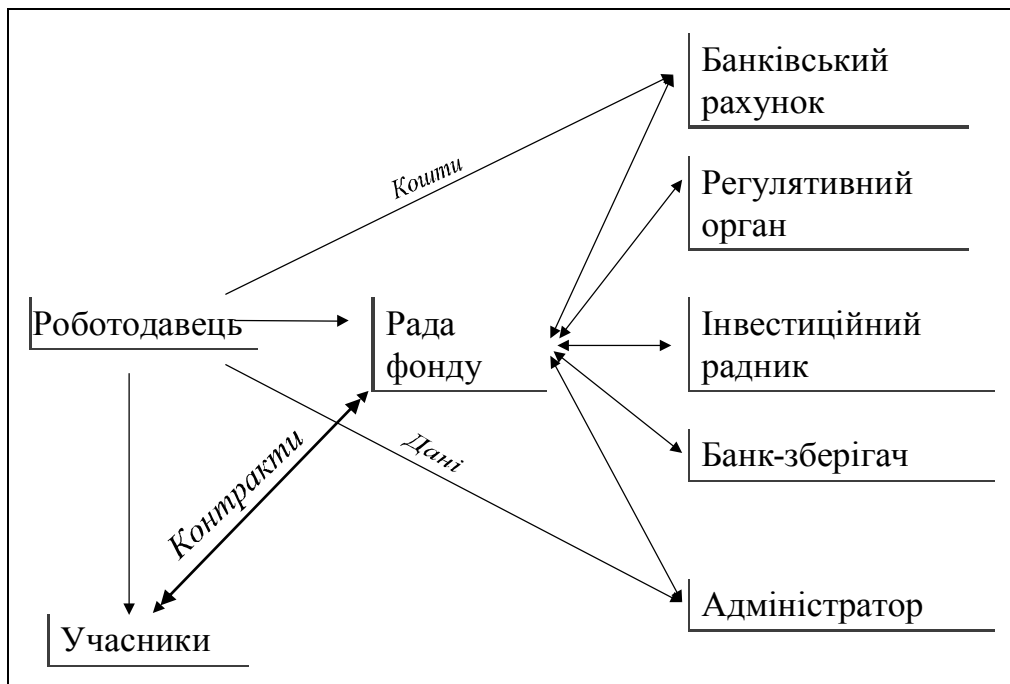 Банківський
рахунок
Кошти
Регулятивний
орган
Роботодавець
Рада
фонду
Інвестиційний
радник
Контракти
Дані
Банк-зберігач
Адміністратор
Учасники